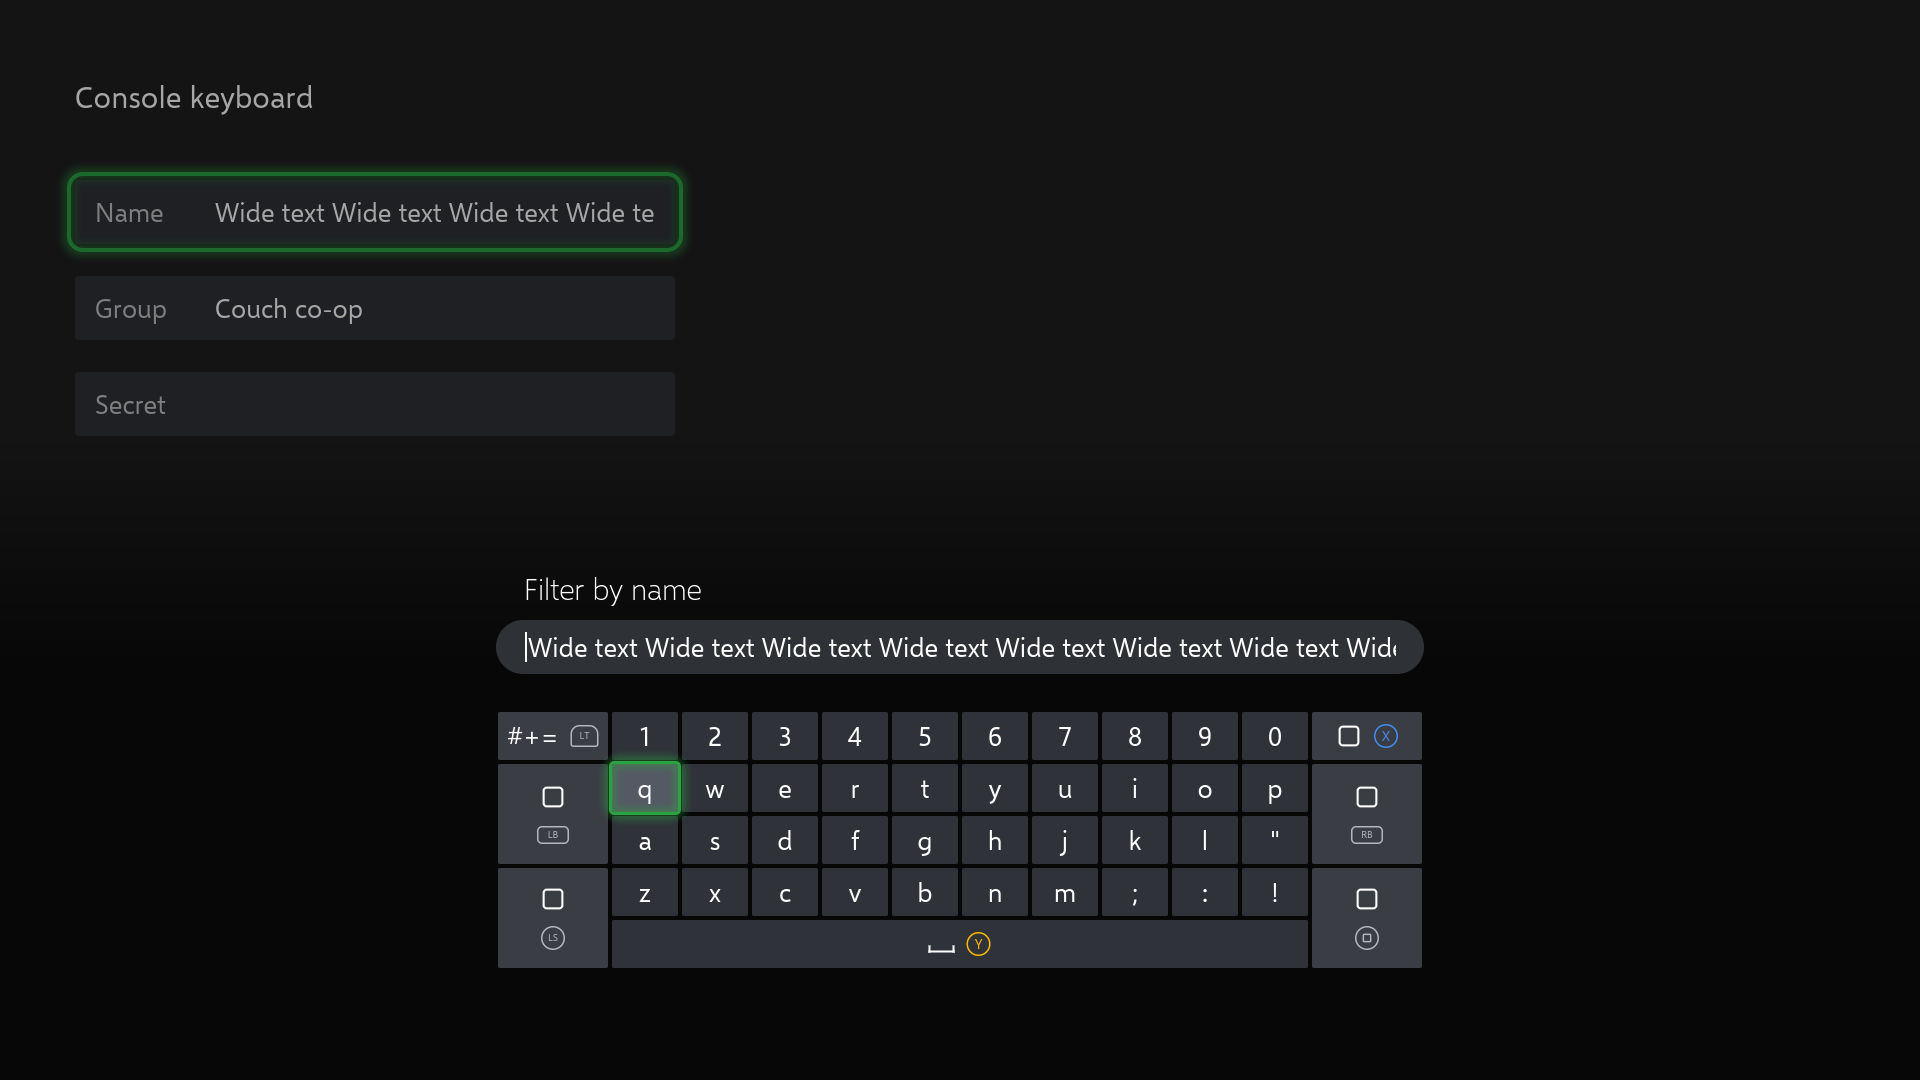 Console keyboard
Name Wide text Wide text Wide text Wide te
Group Couch co-op
Secret
Filter by name
Wide text Wide text Wide text Wide text Wide text Wide text Wide text Wide
#+= LT 1 2 3 4 5 6 7 8 9 0 X
q w e r t y u i o p
LB RB
a s d f g h j k l "
z x c v b n m ; : !
LS Y